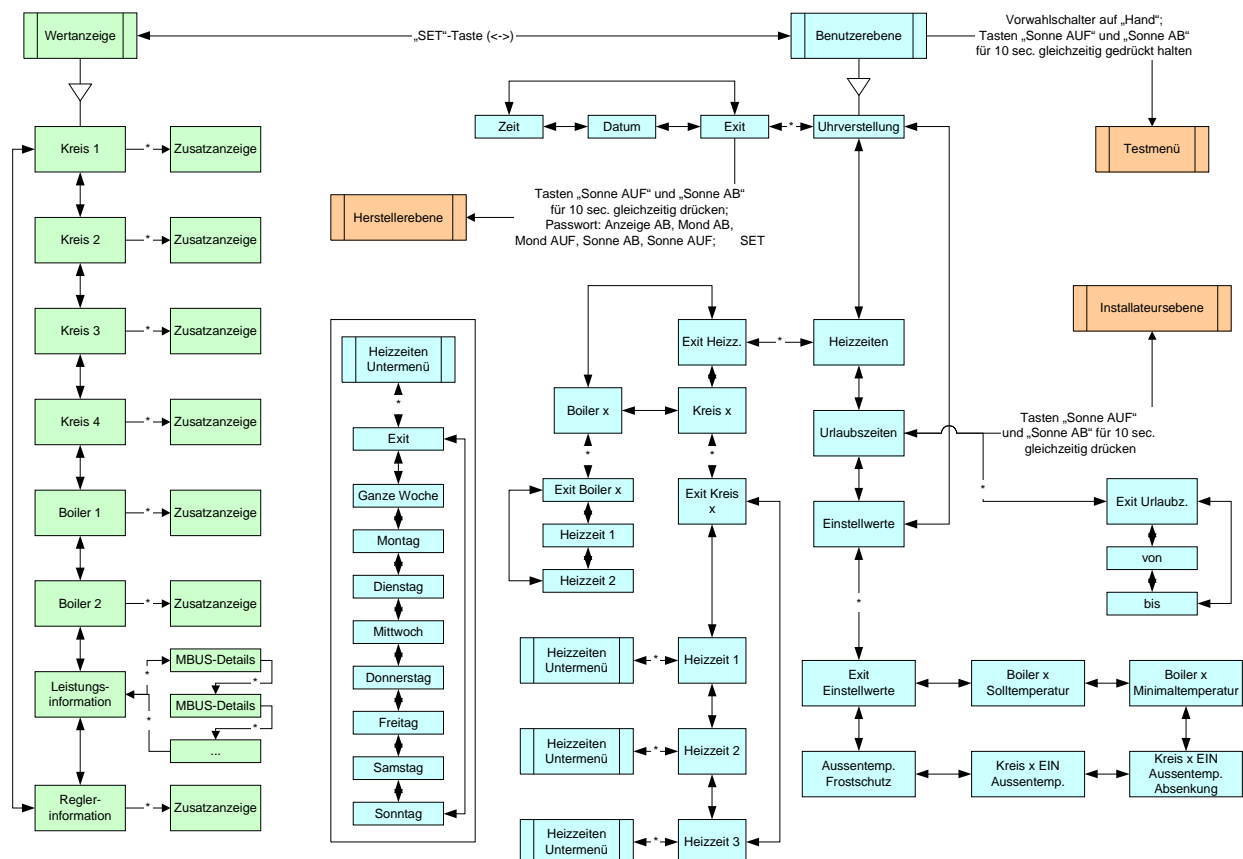 Wertanzeige
„SET“-Taste (<->)
Benutzerebene
Vorwahlschalter auf „Hand“;
Tasten „Sonne AUF“ und „Sonne AB“
für 10 sec. gleichzeitig gedrückt halten
Zeit
Datum
Exit
*
Uhrverstellung
Testmenü
Kreis 1
*
Zusatzanzeige
Tasten „Sonne AUF“ und „Sonne AB“
für 10 sec. gleichzeitig drücken;
Passwort: Anzeige AB, Mond AB,
Mond AUF, Sonne AB, Sonne AUF; SET
Herstellerebene
Kreis 2
*
Zusatzanzeige
Installateursebene
Kreis 3
*
Zusatzanzeige
Heizzeiten
Untermenü
*
Exit
Ganze Woche
Montag
Dienstag
Mittwoch
Donnerstag
Freitag
Samstag
Sonntag
Exit Heizz.
*
Heizzeiten
Boiler x
Kreis x
Kreis 4
*
Zusatzanzeige
Urlaubszeiten
Tasten „Sonne AUF“
und „Sonne AB“ für 10 sec.
gleichzeitig drücken
*
*
*
Exit Boiler x
Heizzeit 1
Heizzeit 2
Exit Kreis
x
Einstellwerte
Exit Urlaubz.
von
bis
Boiler 1
*
Zusatzanzeige
Boiler 2
*
Zusatzanzeige
*
Leistungs-
information
*
MBUS-Details
*
MBUS-Details
*
...
*
Heizzeiten
Untermenü
*
Heizzeit 1
Exit
Einstellwerte
Boiler x
Solltemperatur
Boiler x
Minimaltemperatur
Heizzeiten
Untermenü
*
Heizzeit 2
Aussentemp.
Frostschutz
Kreis x EIN
Aussentemp.
Kreis x EIN
Aussentemp.
Absenkung
Regler-
information
*
Zusatzanzeige
Heizzeiten
Untermenü
*
Heizzeit 3